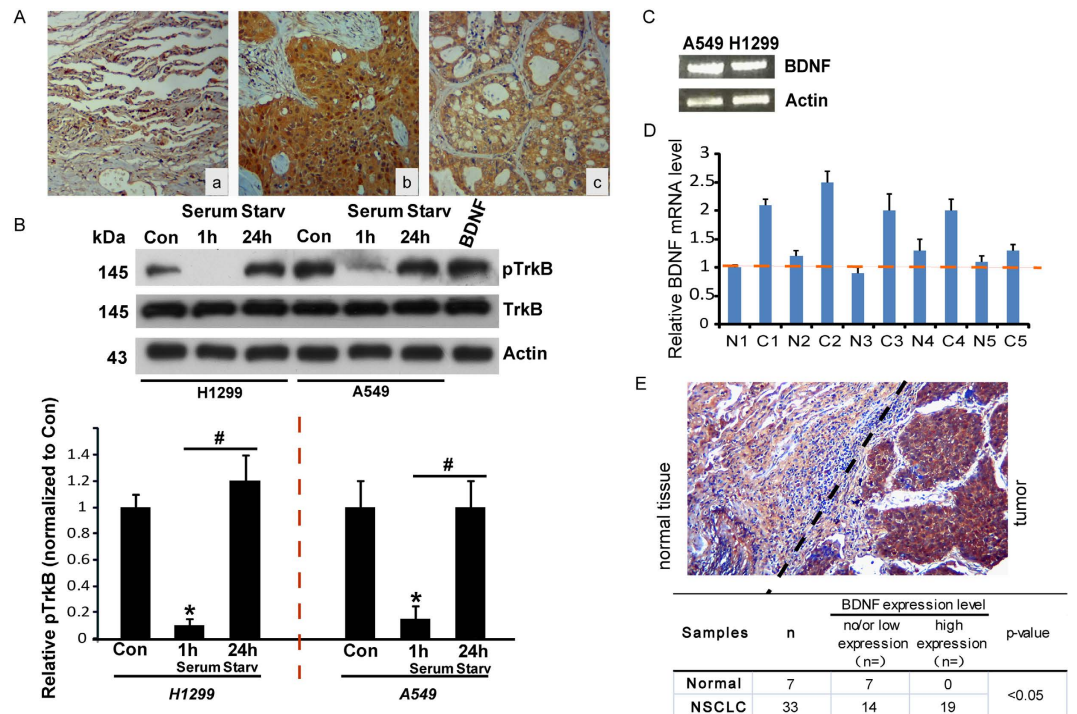 A
a
b
c
B
Serum Starv
Serum Starv
kDa
Con
1h
24h
Con
1h
24h
BDNF
145
pTrkB
145
TrkB
43
Actin
H1299
A549
Relative pTrkB (normalized to Con)
1.4
1.2
1
0.8
0.6
0.4
0.2
0
*
#
*
#
Con
1h
24h
Con
1h
24h
Serum Starv
Serum Starv
H1299
A549
C
A549 H1299
BDNF
Actin
D
Relative BDNF mRNA level
3
2.5
2
1.5
1
0.5
0
N1 C1 N2 C2 N3 C3 N4 C4 N5 C5
E
normal tissue
tumor
BDNF expression level
Samples
n
no/or low
expression
(n=)
high
expression
(n=)
p-value
Normal 7 7 0
<0.05
NSCLC 33 14 19